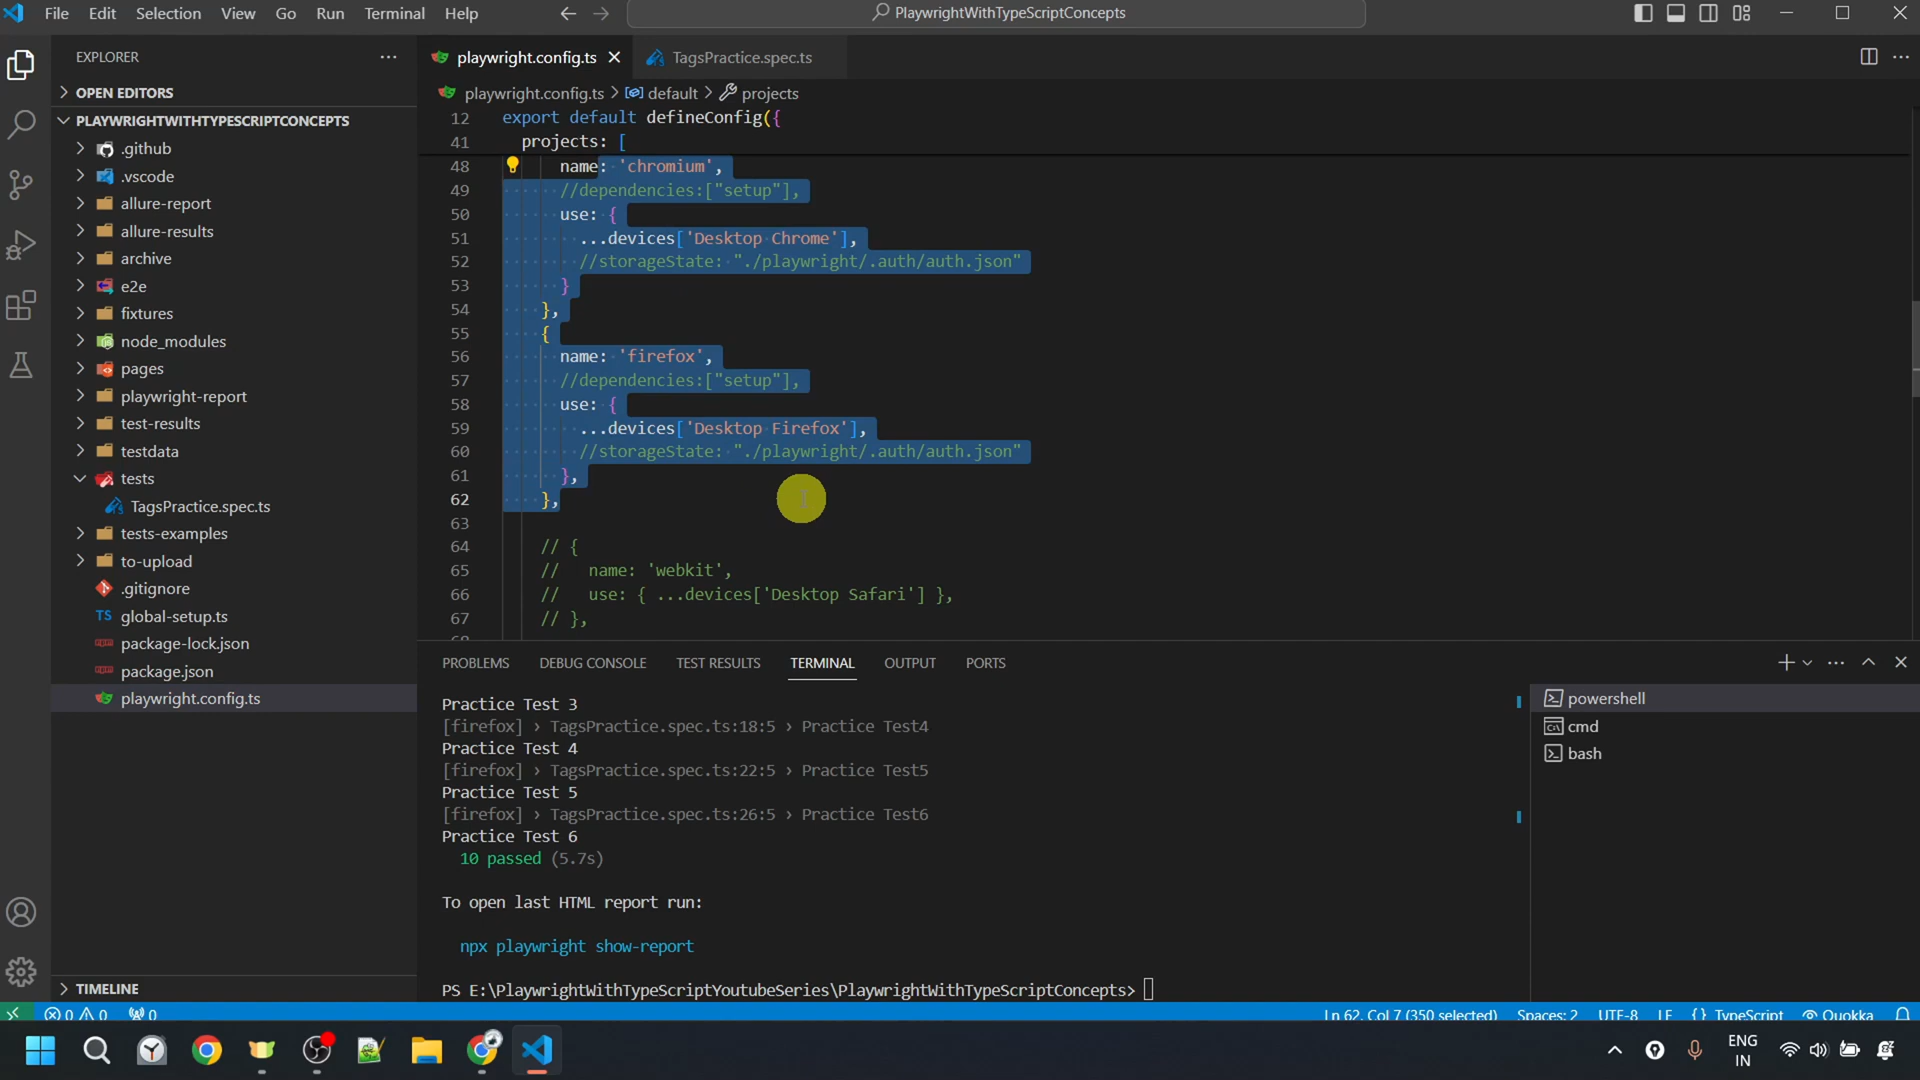 File Edit Selection View Go Run Terminal Help
PlaywrightWithTypeScriptConcepts
EXPLORER
OPEN EDITORS
PLAYWRIGHTWITHTYPESCRIPTCONCEPTS
.github
.vscode
allure-report
allure-results
archive
e2e
fixtures
node_modules
pages
playwright-report
test-results
testdata
tests
TagsPractice.spec.ts
tests-examples
to-upload
.gitignore
TS global-setup.ts
package-lock.json
package.json
playwright.config.ts
TIMELINE
playwright.config.ts TagsPractice.spec.ts
playwright.config.ts > default > projects
12 export default defineConfig({
41 projects: [
48 name: 'chromium',
49 //dependencies:["setup"],
50 use: {
51 ...devices['Desktop Chrome'],
52 //storageState: "./playwright/.auth/auth.json"
53 }
54 },
55 {
56 name: 'firefox',
57 //dependencies:["setup"],
58 use: {
59 ...devices['Desktop Firefox'],
60 //storageState: "./playwright/.auth/auth.json"
61 },
62 },
63
64 // {
65 // name: 'webkit',
66 // use: { ...devices['Desktop Safari'] },
67 // },
PROBLEMS DEBUG CONSOLE TEST RESULTS TERMINAL OUTPUT PORTS
Practice Test 3
[firefox] › TagsPractice.spec.ts:18:5 › Practice Test4
Practice Test 4
[firefox] › TagsPractice.spec.ts:22:5 › Practice Test5
Practice Test 5
[firefox] › TagsPractice.spec.ts:26:5 › Practice Test6
Practice Test 6
10 passed (5.7s)
To open last HTML report run:
npx playwright show-report
PS E:\PlaywrightWithTypeScriptYoutubeSeries\PlaywrightWithTypeScriptConcepts>
powershell
cmd
bash
0 0 0
Ln 62, Col 7 (350 selected) Spaces: 2 UTF-8 LF {} TypeScript Quokka
ENG
IN